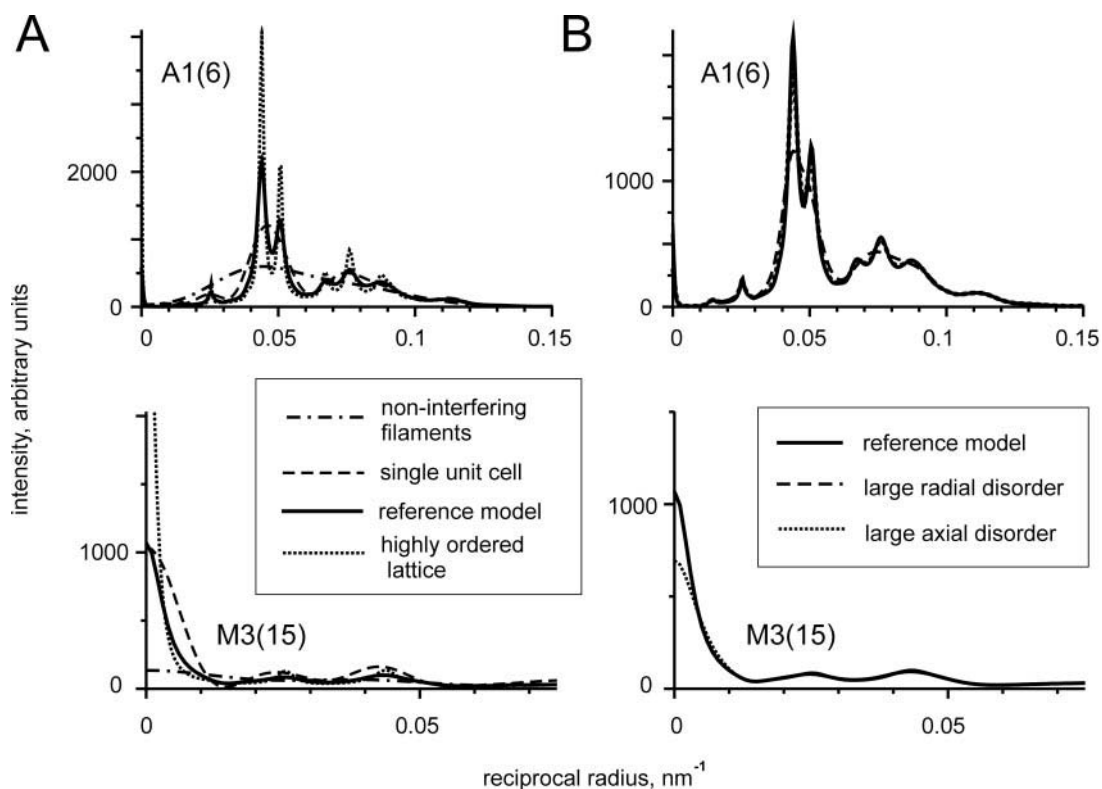 A
B
A1(6)
A1(6)
2000
0
0
0.05
0.1
0.15
1000
0
0
0.05
0.1
0.15
intensity, arbitrary units
non-interfering
filaments
single unit cell
reference model
highly ordered
lattice
reference model
large radial disorder
large axial disorder
1000
M3(15)
0
0
0.05
1000
M3(15)
0
0
0.05
reciprocal radius, nm⁻¹